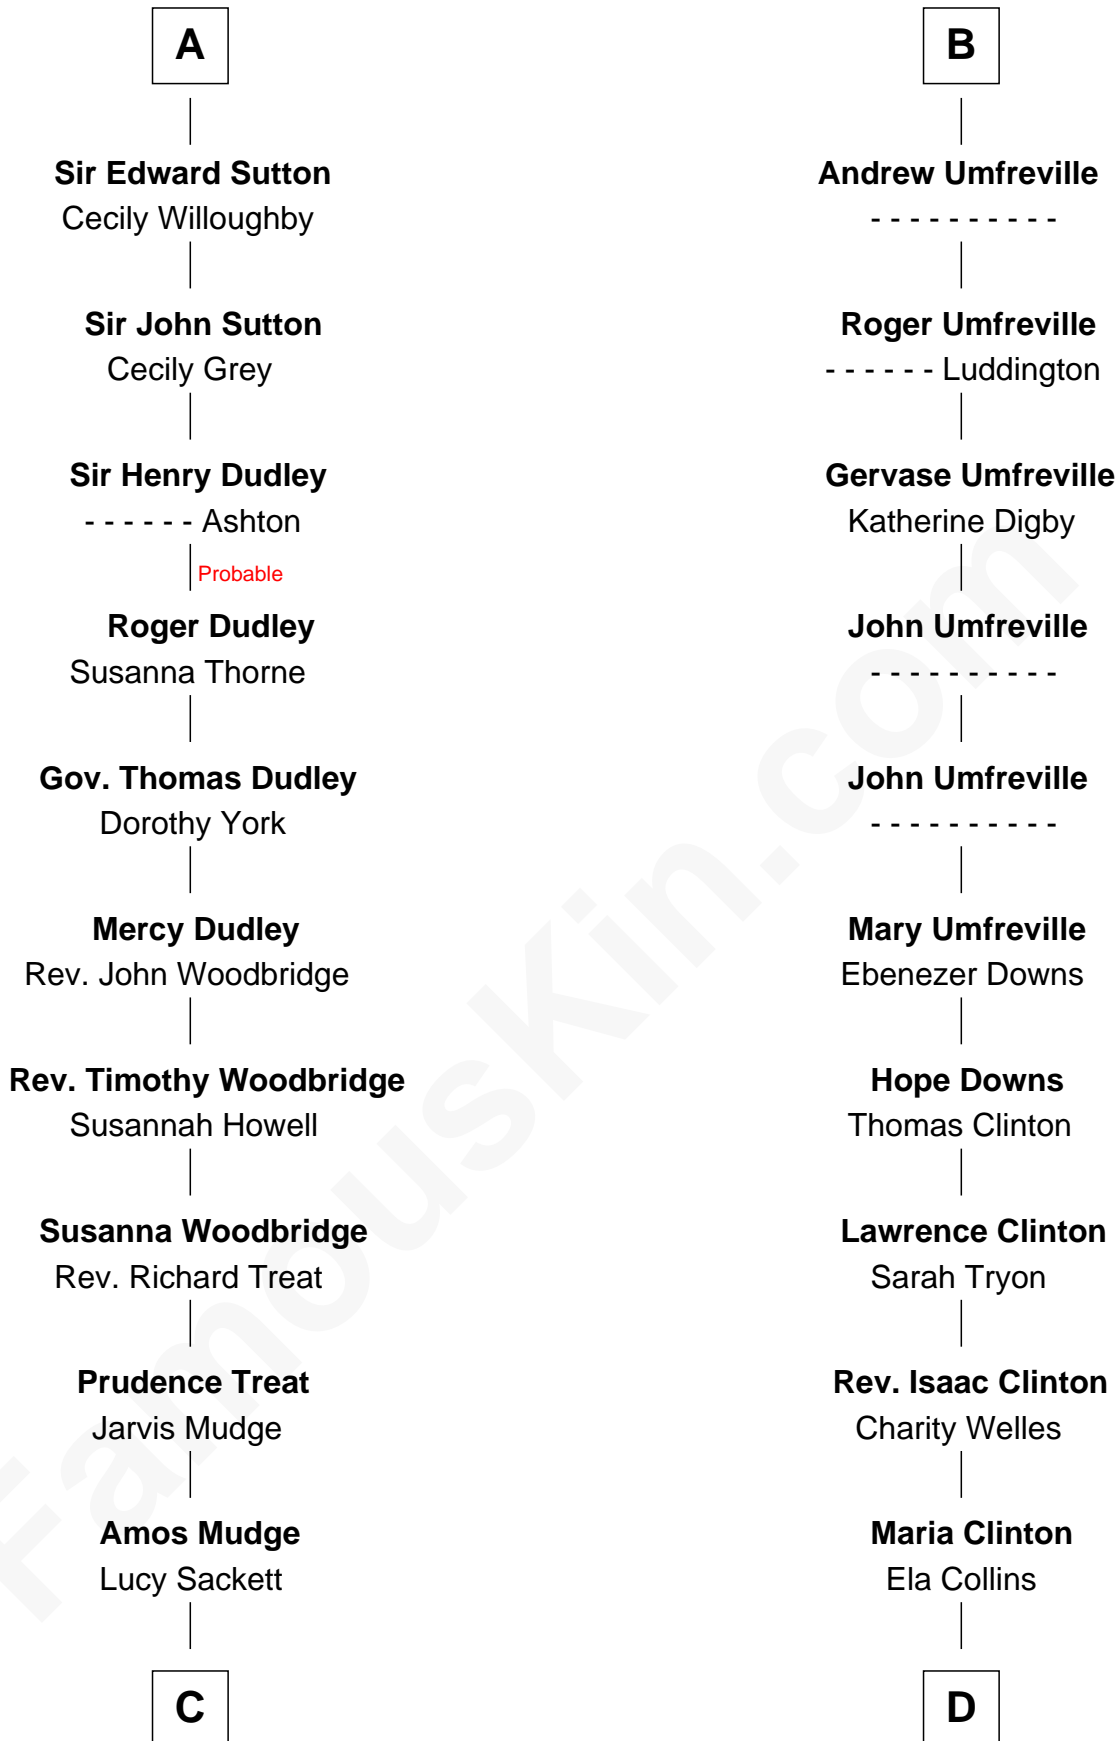 A
Sir Edward Sutton
Cecily Willoughby
Sir John Sutton
Cecily Grey
Sir Henry Dudley
- - - - - - Ashton
Probable
Roger Dudley
Susanna Thorne
Gov. Thomas Dudley
Dorothy York
Mercy Dudley
Rev. John Woodbridge
Rev. Timothy Woodbridge
Susannah Howell
Susanna Woodbridge
Rev. Richard Treat
Prudence Treat
Jarvis Mudge
Amos Mudge
Lucy Sackett
C
B
Andrew Umfreville
- - - - - - - - - -
Roger Umfreville
- - - - - - Luddington
Gervase Umfreville
Katherine Digby
John Umfreville
- - - - - - - - - -
John Umfreville
- - - - - - - - - -
Mary Umfreville
Ebenezer Downs
Hope Downs
Thomas Clinton
Lawrence Clinton
Sarah Tryon
Rev. Isaac Clinton
Charity Welles
Maria Clinton
Ela Collins
D
FamousKin.com